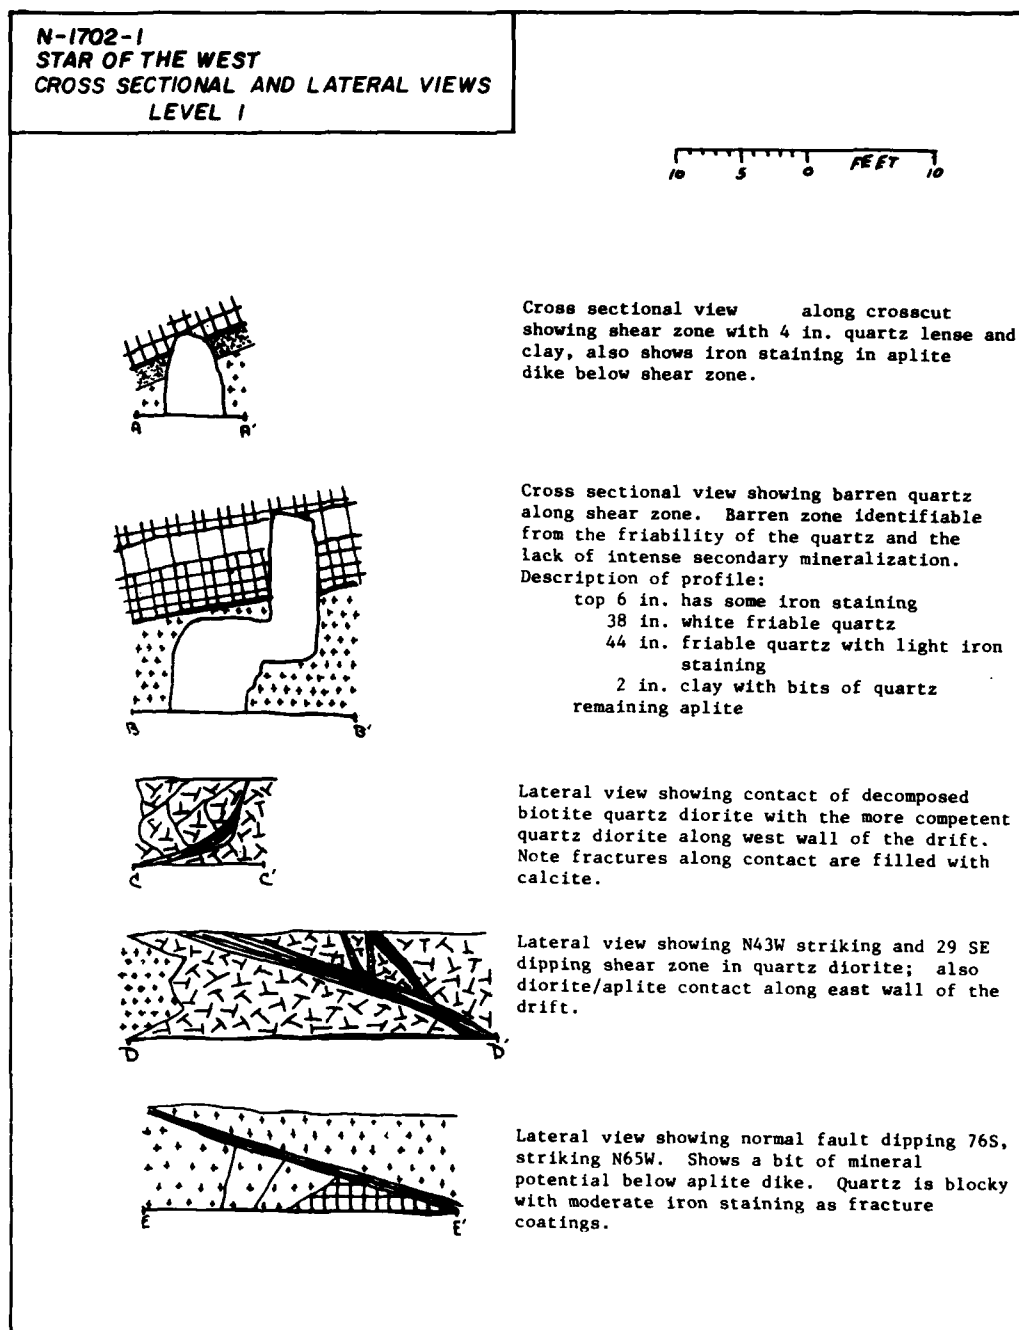 N-1702-1
STAR OF THE WEST
CROSS SECTIONAL AND LATERAL VIEWS
LEVEL 1
10 5 0 FEET 10
Cross sectional view along crosscut
showing shear zone with 4 in. quartz lense and
clay, also shows iron staining in aplite
dike below shear zone.
A A'
Cross sectional view showing barren quartz
along shear zone. Barren zone identifiable
from the friability of the quartz and the
lack of intense secondary mineralization.
Description of profile:
top 6 in. has some iron staining
38 in. white friable quartz
44 in. friable quartz with light iron
staining
2 in. clay with bits of quartz
remaining aplite
B B'
Lateral view showing contact of decomposed
biotite quartz diorite with the more competent
quartz diorite along west wall of the drift.
Note fractures along contact are filled with
calcite.
C C'
Lateral view showing N43W striking and 29 SE
dipping shear zone in quartz diorite; also
diorite/aplite contact along east wall of the
drift.
D D'
Lateral view showing normal fault dipping 76S,
striking N65W. Shows a bit of mineral
potential below aplite dike. Quartz is blocky
with moderate iron staining as fracture
coatings.
E E'